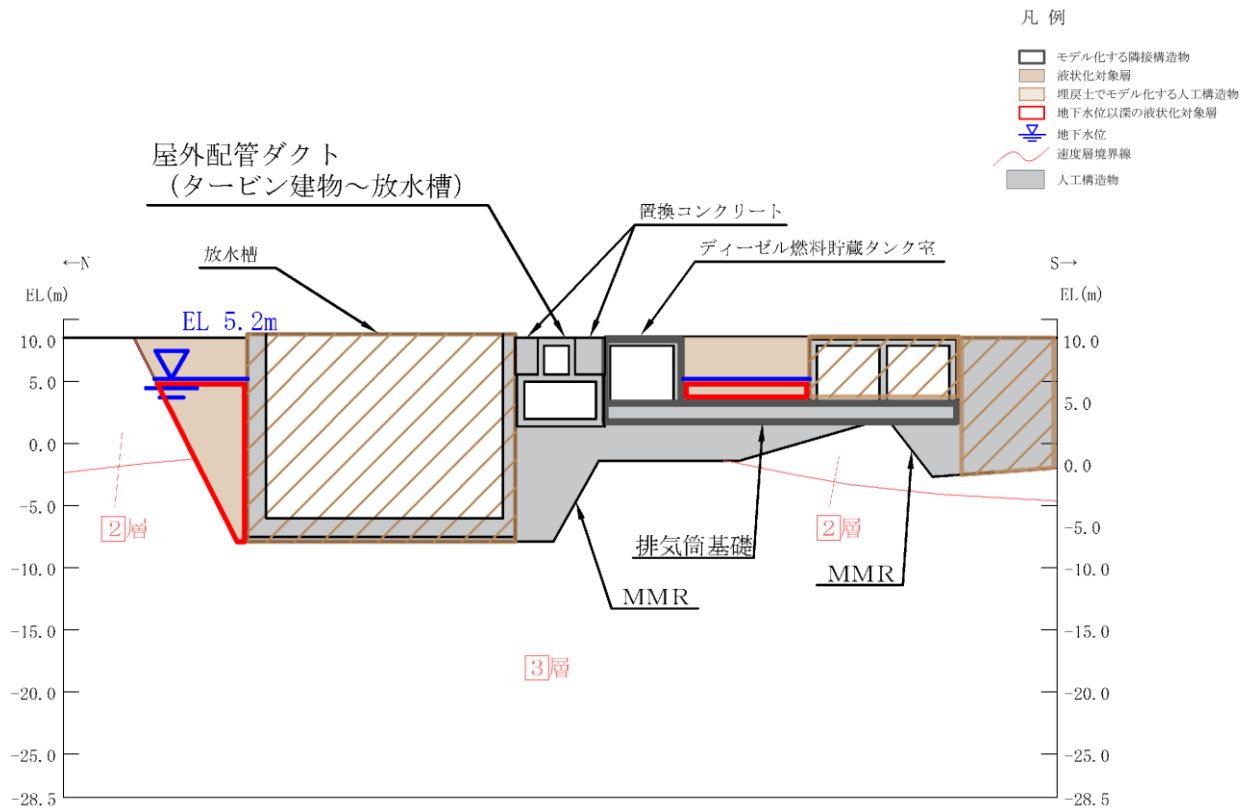 凡 例
モデル化する隣接構造物
液状化対象層
埋戻土でモデル化する人工構造物
地下水位以深の液状化対象層
地下水位
速度層境界線
人工構造物
屋外配管ダクト
（タービン建物～放水槽）
置換コンクリート
放水槽
ディーゼル燃料貯蔵タンク室
←N
S→
EL(m)
EL(m)
EL 5.2m
10.0
5.0
0.0
-5.0
-10.0
-15.0
-20.0
-25.0
-28.5
10.0
5.0
0.0
-5.0
-10.0
-15.0
-20.0
-25.0
-28.5
2層
2層
排気筒基礎
MMR
MMR
3層